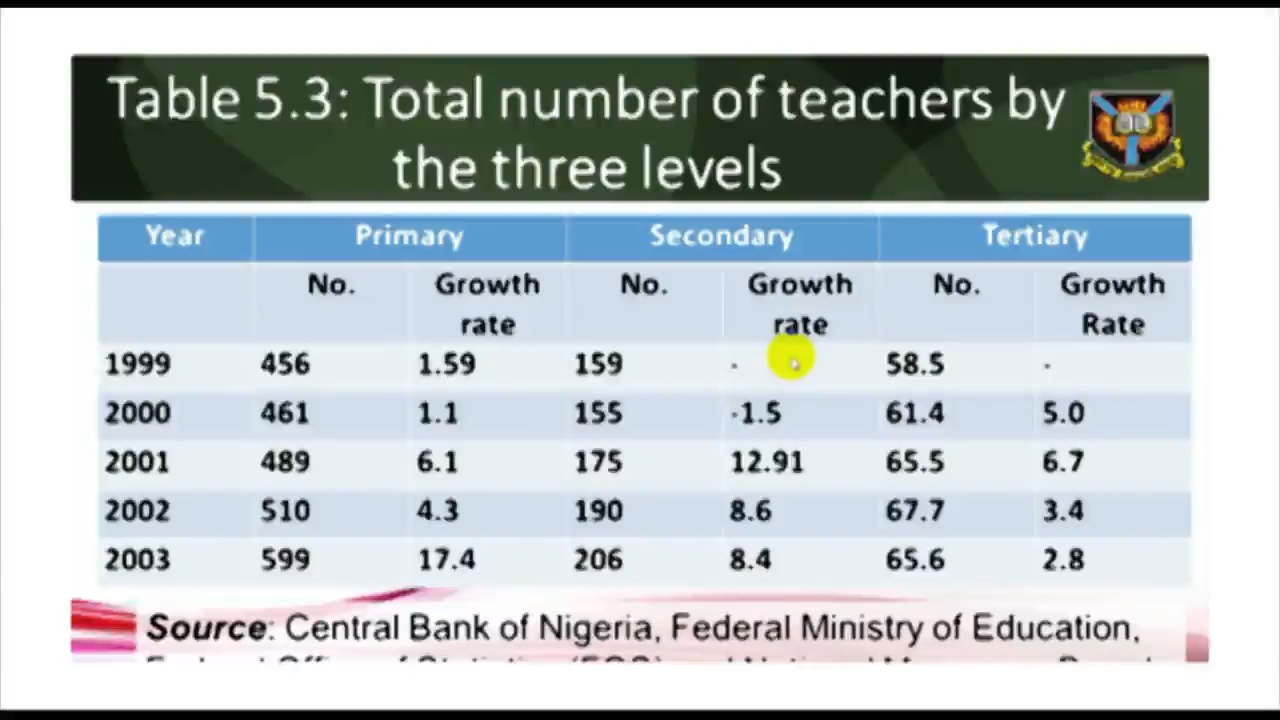 Table 5.3: Total number of teachers by
the three levels
Year Primary Secondary Tertiary
No. Growth rate No. Growth rate No. Growth Rate
1999 456 1.59 159 - 58.5 -
2000 461 1.1 155 -1.5 61.4 5.0
2001 489 6.1 175 12.91 65.5 6.7
2002 510 4.3 190 8.6 67.7 3.4
2003 599 17.4 206 8.4 65.6 2.8
Source: Central Bank of Nigeria, Federal Ministry of Education,